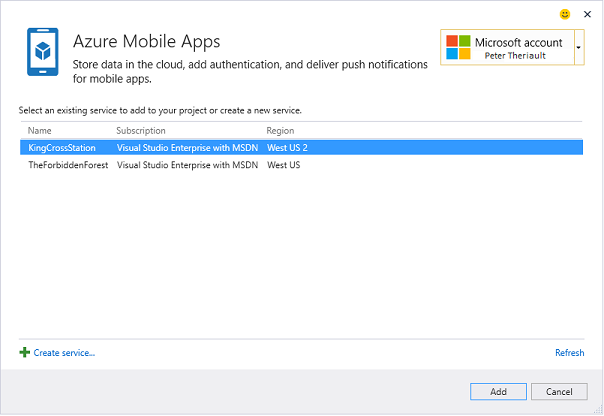 Azure Mobile Apps
Store data in the cloud, add authentication, and deliver push notifications
for mobile apps.
Microsoft account
Peter Theriault
Select an existing service to add to your project or create a new service.
Name Subscription Region
KingCrossStation Visual Studio Enterprise with MSDN West US 2
TheForbiddenForest Visual Studio Enterprise with MSDN West US
Create service... Refresh
Add Cancel